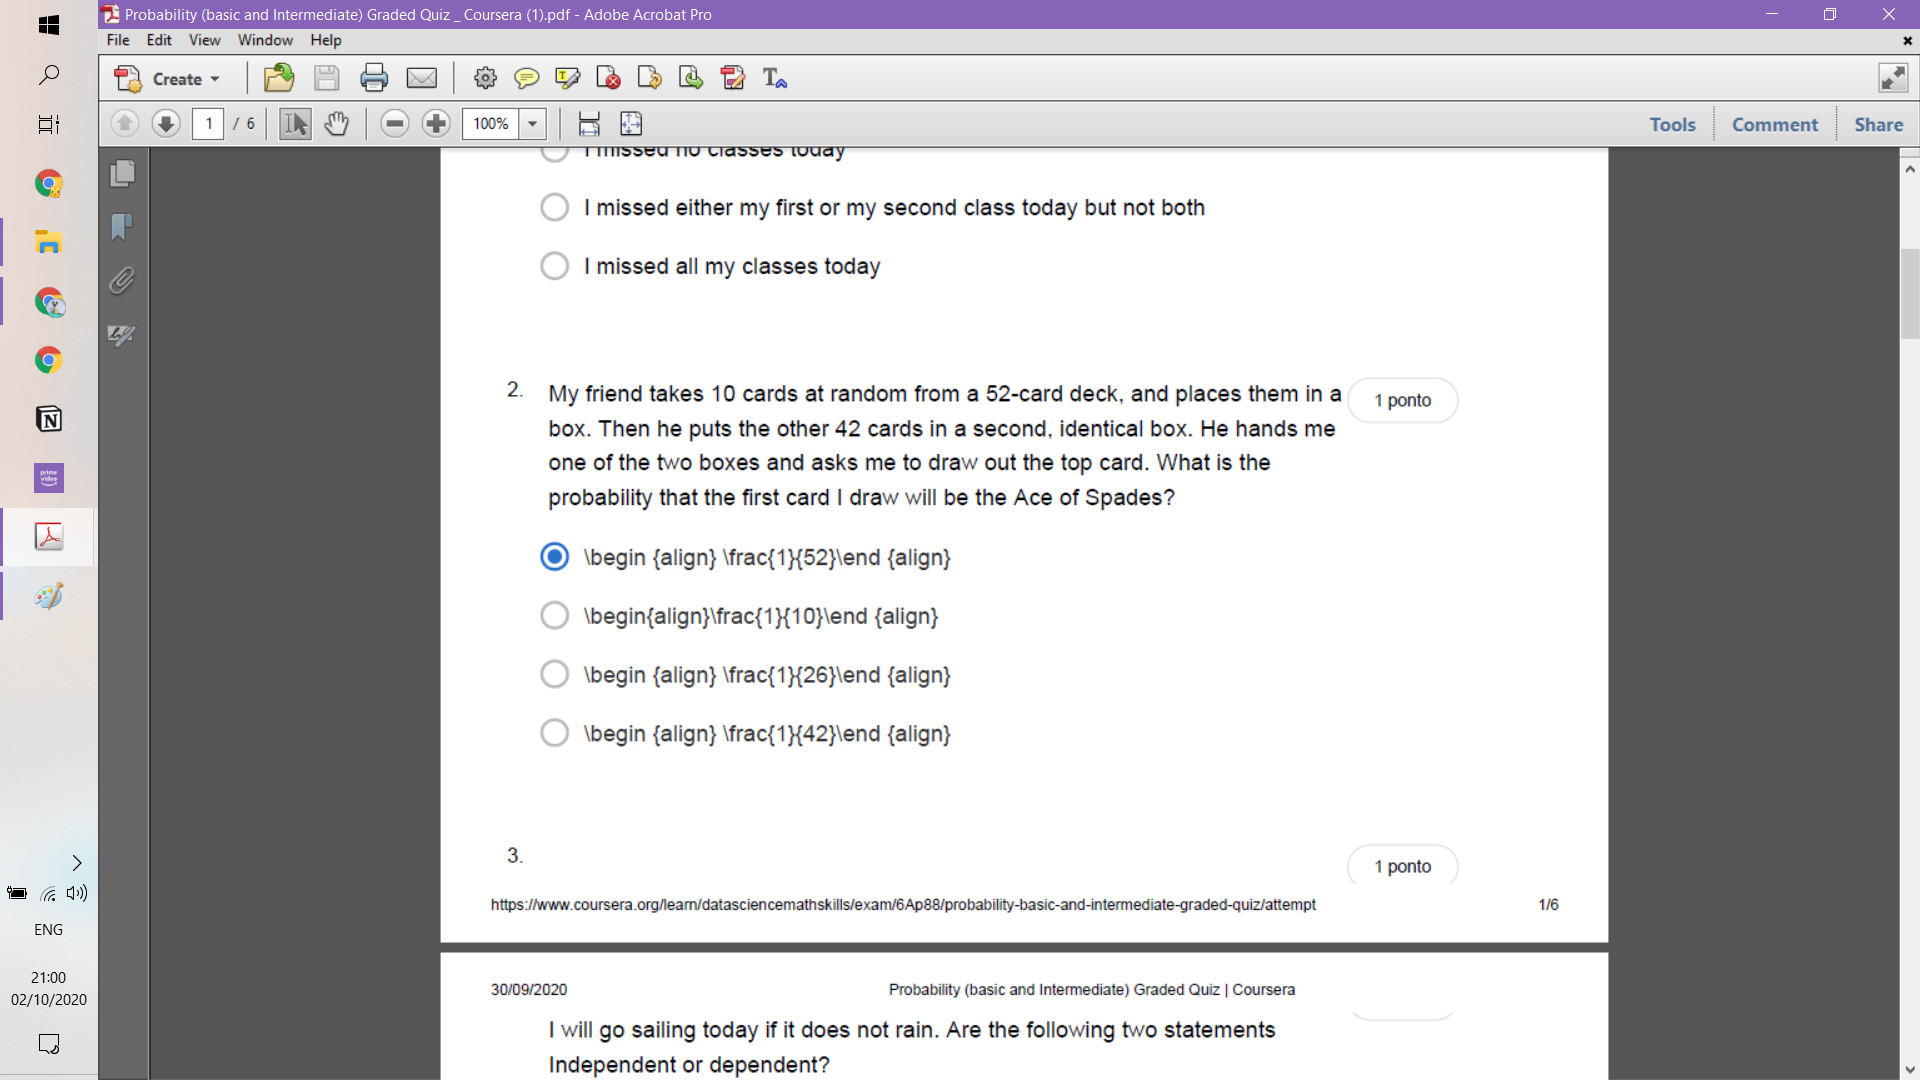 Probability (basic and Intermediate) Graded Quiz _ Coursera (1).pdf - Adobe Acrobat Pro
File Edit View Window Help
Create
1 / 6 100% Tools Comment Share
I missed no classes today
I missed either my first or my second class today but not both
I missed all my classes today
2. My friend takes 10 cards at random from a 52-card deck, and places them in a 1 ponto
box. Then he puts the other 42 cards in a second, identical box. He hands me
one of the two boxes and asks me to draw out the top card. What is the
probability that the first card I draw will be the Ace of Spades?
\begin {align} \frac{1}{52}\end {align}
\begin{align}\frac{1}{10}\end {align}
\begin {align} \frac{1}{26}\end {align}
\begin {align} \frac{1}{42}\end {align}
3. 1 ponto
https://www.coursera.org/learn/datasciencemathskills/exam/6Ap88/probability-basic-and-intermediate-graded-quiz/attempt 1/6
30/09/2020 Probability (basic and Intermediate) Graded Quiz | Coursera
I will go sailing today if it does not rain. Are the following two statements
Independent or dependent?
prime
video
ENG
21:00
02/10/2020